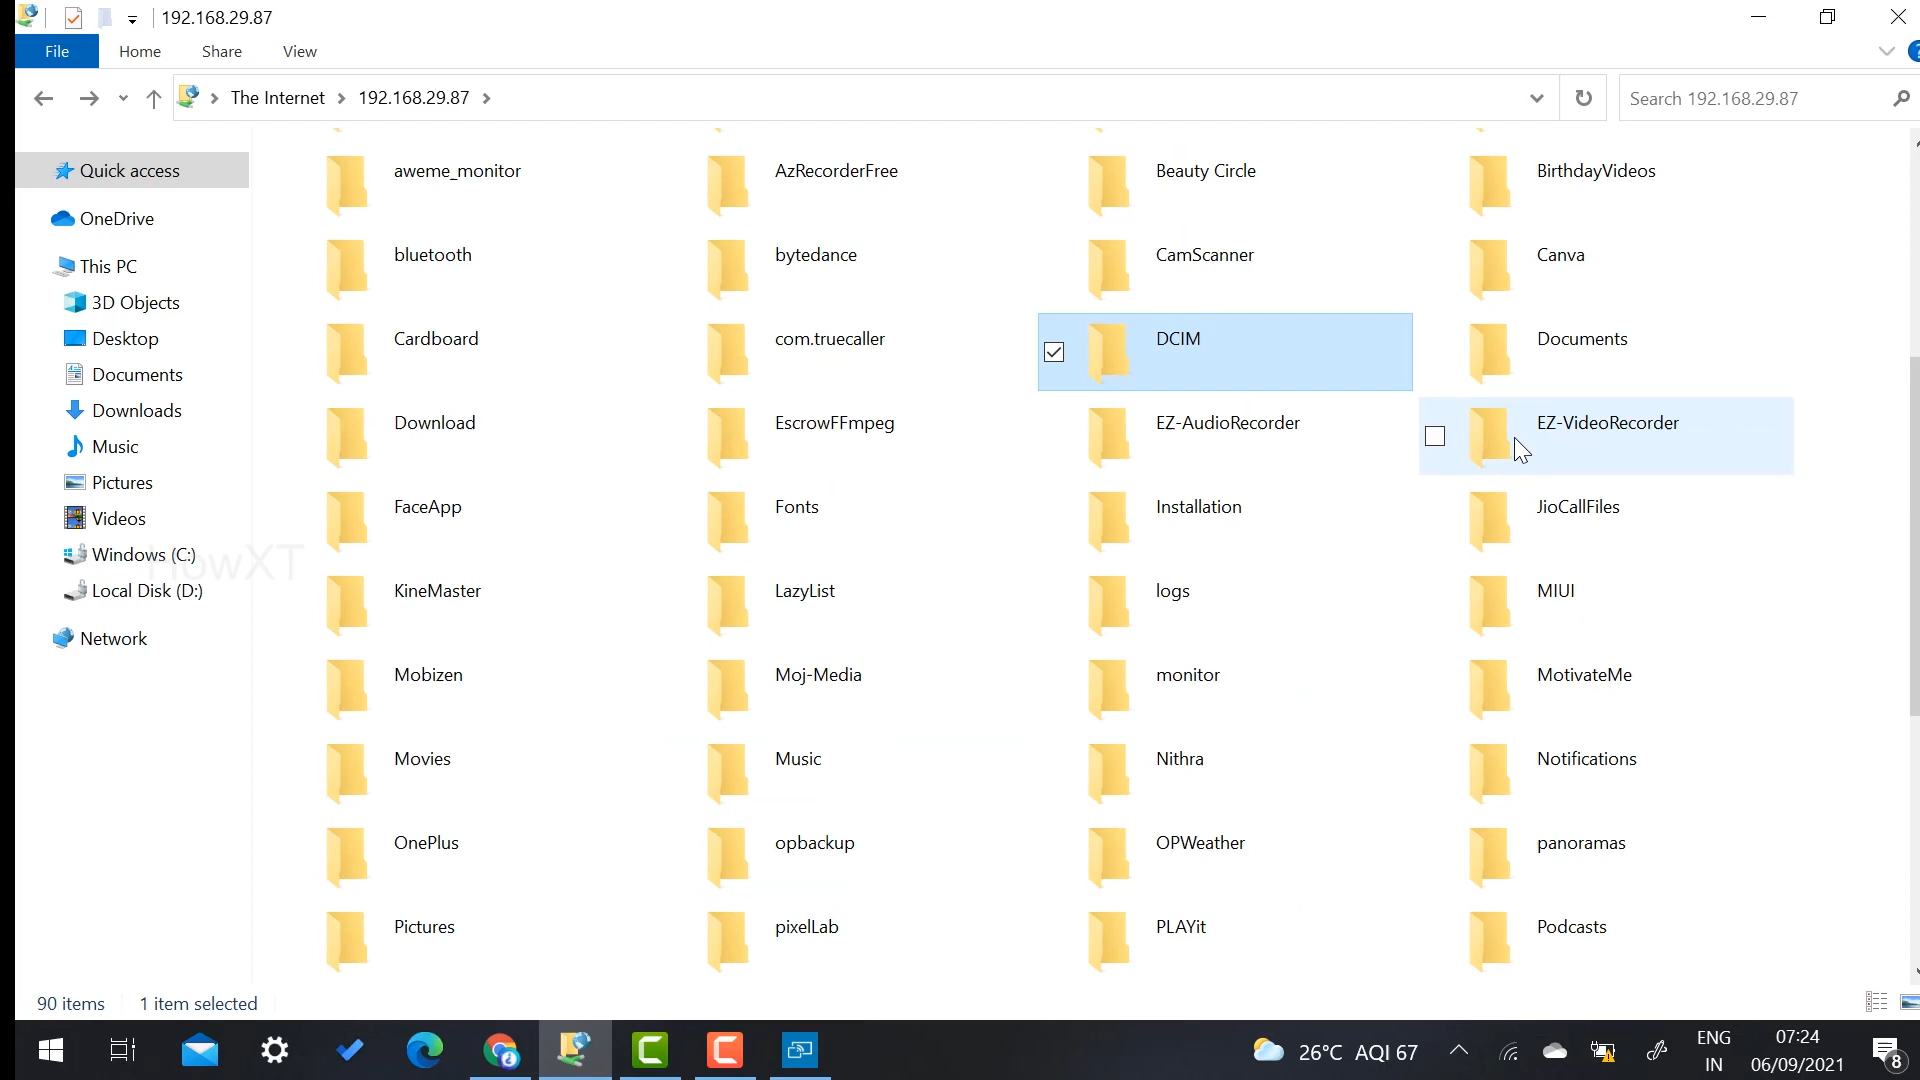 192.168.29.87
File Home Share View
The Internet 192.168.29.87 Search 192.168.29.87
Quick access
OneDrive
This PC
3D Objects
Desktop
Documents
Downloads
Music
Pictures
Videos
Windows (C:)
Local Disk (D:)
Network
HowXT
aweme_monitor AzRecorderFree Beauty Circle BirthdayVideos
bluetooth bytedance CamScanner Canva
Cardboard com.truecaller DCIM Documents
Download EscrowFFmpeg EZ-AudioRecorder EZ-VideoRecorder
FaceApp Fonts Installation JioCallFiles
KineMaster LazyList logs MIUI
Mobizen Moj-Media monitor MotivateMe
Movies Music Nithra Notifications
OnePlus opbackup OPWeather panoramas
Pictures pixelLab PLAYit Podcasts
90 items 1 item selected
26°C AQI 67
ENG
IN
07:24
06/09/2021
8